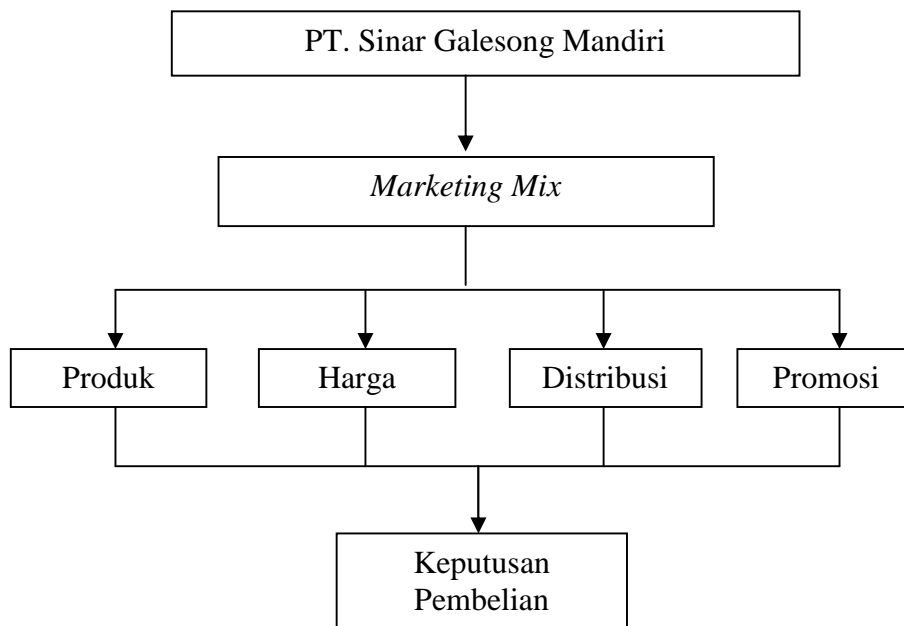 PT. Sinar Galesong Mandiri
Marketing Mix
Produk
Harga
Distribusi
Promosi
Keputusan
Pembelian